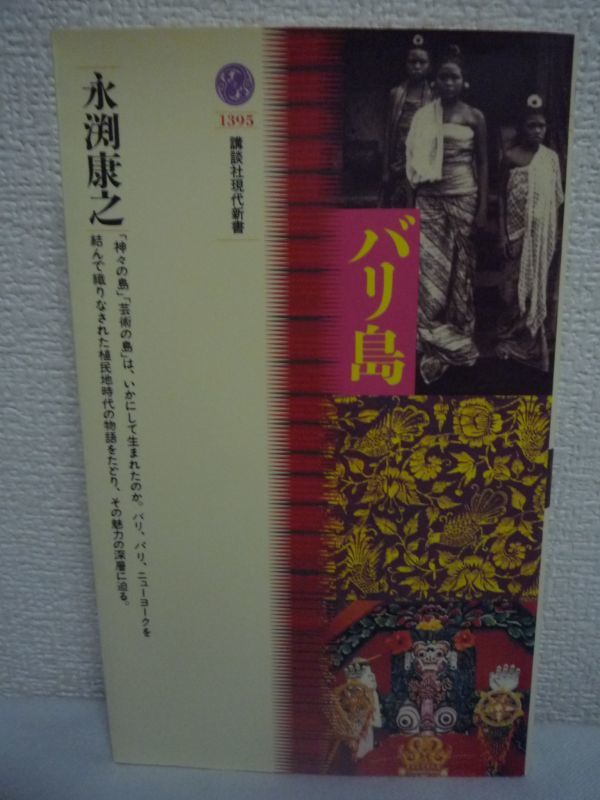 バリ島
1395
講談社現代新書
永渕康之
「神々の島」「芸術の島」は、いかにして生まれたのか。バリ、パリ、ニューヨークを
結んで織りなされた植民地時代の物語をたどり、その魅力の深層に迫る。